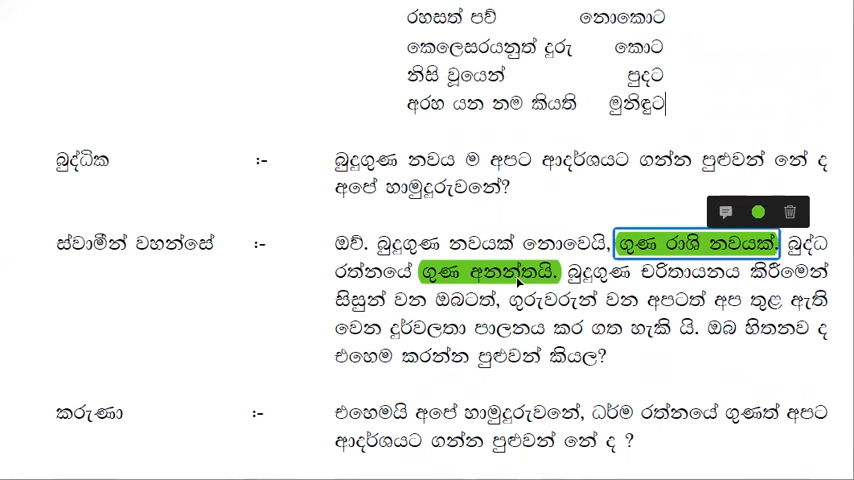 රහසත් පව් නොකොට
කෙලෙසරයනුත් දුරු කොට
නිසි වූයෙන් පුදට
අරහ යන නම කියති මුනිඳුට
බුද්ධික :- බුදුගුණ නවය ම අපට ආදර්ශයට ගන්න පුළුවන් නේ ද
අපේ හාමුදුරුවනේ?
ස්වාමීන් වහන්සේ :- ඔව්. බුදුගුණ නවයක් නොවෙයි, ගුණ රාශි නවයක්. බුද්ධ
රත්නයේ ගුණ අනන්තයි. බුදුගුණ චරිතායනය කිරීමෙන්
සිසුන් වන ඔබටත්, ගුරුවරුන් වන අපටත් අප තුළ ඇති
වෙන දුර්වලතා පාලනය කර ගත හැකි යි. ඔබ හිතනව ද
එහෙම කරන්න පුළුවන් කියල?
කරුණා :- එහෙමයි අපේ හාමුදුරුවනේ, ධර්ම රත්නයේ ගුණත් අපට
ආදර්ශයට ගන්න පුළුවන් නේ ද ?